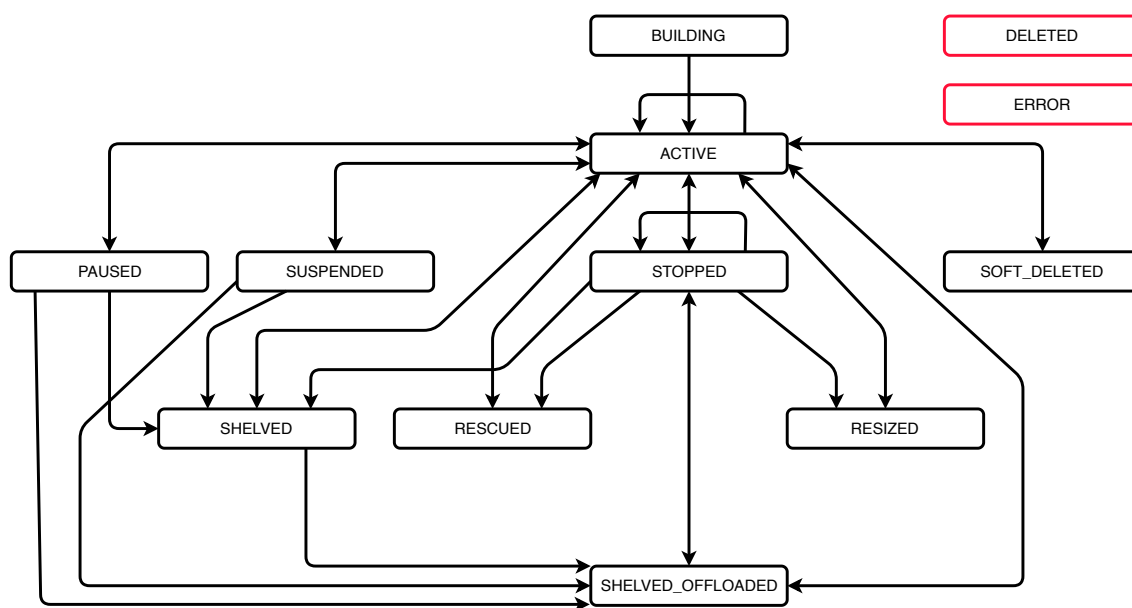 BUILDING
DELETED
ERROR
ACTIVE
PAUSED
SUSPENDED
STOPPED
SOFT_DELETED
SHELVED
RESCUED
RESIZED
SHELVED_OFFLOADED